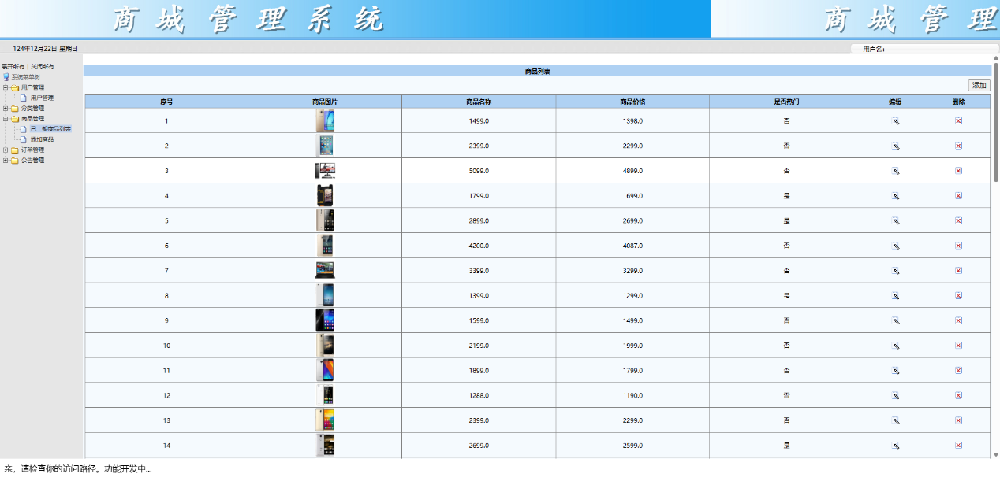 商城管理系统 商城管理
124年12月22日 星期日 用户名：
展开所有 | 关闭所有
系统菜单树
用户管理
用户管理
分类管理
商品管理
已上架商品列表
添加商品
订单管理
公告管理
商品列表
添加
序号 商品图片 商品名称 商品价格 是否热门 编辑 删除
1 1499.0 1398.0 否
2 2399.0 2299.0 否
3 5099.0 4899.0 否
4 1799.0 1699.0 是
5 2899.0 2699.0 是
6 4200.0 4087.0 否
7 3399.0 3299.0 否
8 1399.0 1299.0 是
9 1599.0 1499.0 否
10 2199.0 1999.0 否
11 1899.0 1799.0 否
12 1288.0 1190.0 否
13 2399.0 2299.0 否
14 2699.0 2599.0 是
亲，请检查你的访问路径。功能开发中...